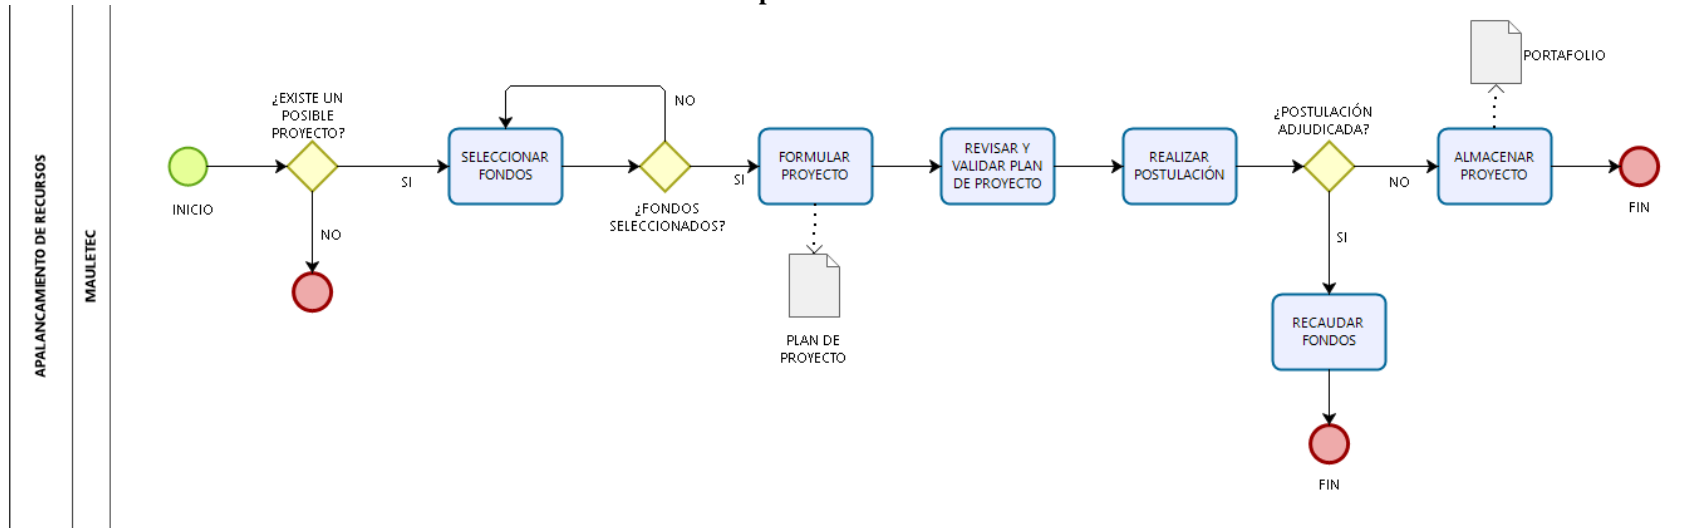 APALANCAMIENTO DE RECURSOS
MAULETEC
INICIO
¿EXISTE UN
POSIBLE
PROYECTO?
SI
NO
SELECCIONAR
FONDOS
NO
¿FONDOS
SELECCIONADOS?
SI
FORMULAR
PROYECTO
PLAN DE
PROYECTO
REVISAR Y
VALIDAR PLAN
DE PROYECTO
REALIZAR
POSTULACIÓN
¿POSTULACIÓN
ADJUDICADA?
NO
SI
RECAUDAR
FONDOS
FIN
ALMACENAR
PROYECTO
PORTAFOLIO
FIN